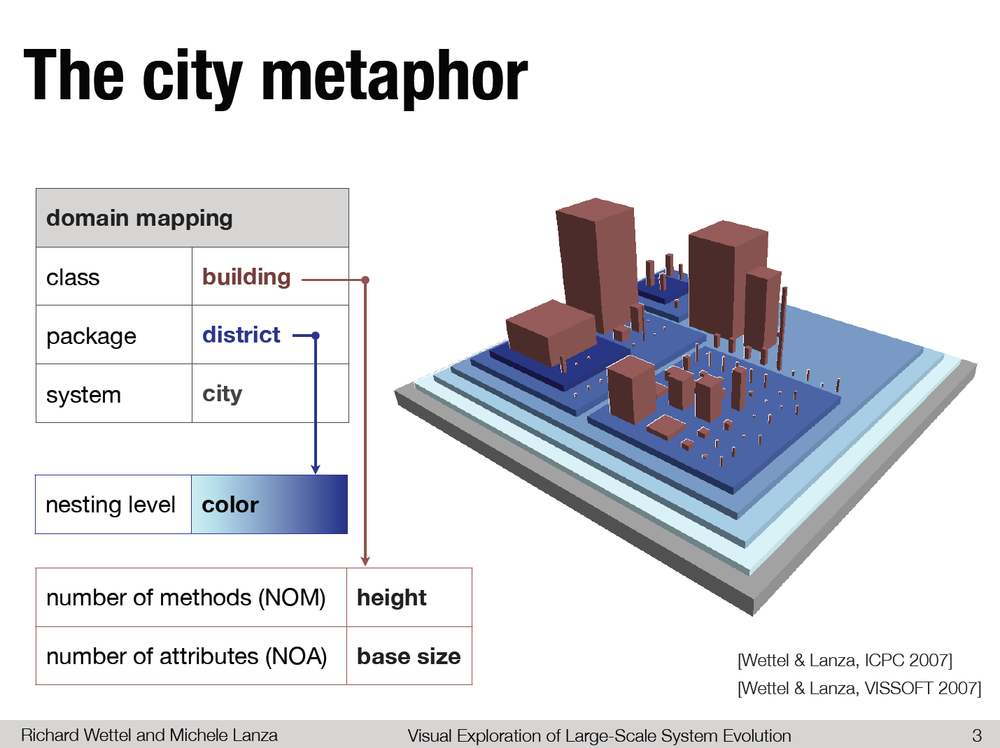 The city metaphor
domain mapping
class building
package district
system city
nesting level color
number of methods (NOM) height
number of attributes (NOA) base size
[Wettel & Lanza, ICPC 2007]
[Wettel & Lanza, VISSOFT 2007]
Richard Wettel and Michele Lanza Visual Exploration of Large-Scale System Evolution 3